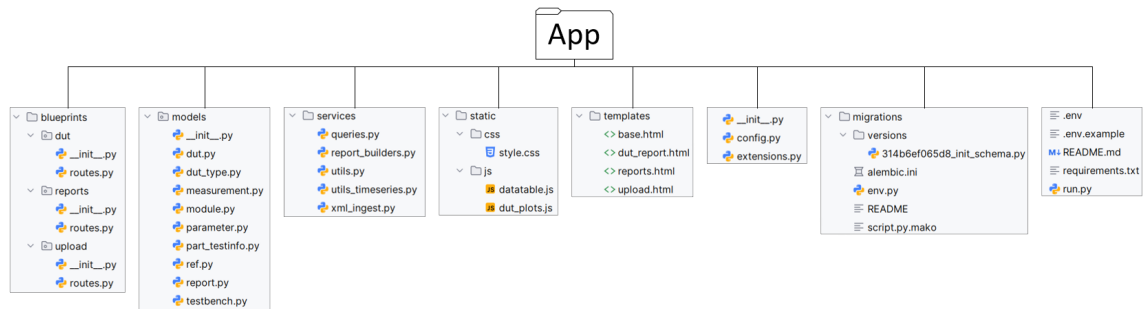 App
blueprints
dut
__init__.py
routes.py
reports
__init__.py
routes.py
upload
__init__.py
routes.py
models
__init__.py
dut.py
dut_type.py
measurement.py
module.py
parameter.py
part_testinfo.py
ref.py
report.py
testbench.py
services
queries.py
report_builders.py
utils.py
utils_timeseries.py
xml_ingest.py
static
css
style.css
js
JS datatable.js
JS dut_plots.js
templates
<> base.html
<> dut_report.html
<> reports.html
<> upload.html
__init__.py
config.py
extensions.py
migrations
versions
314b6ef065d8_init_schema.py
alembic.ini
env.py
README
script.py.mako
.env
.env.example
M↓ README.md
requirements.txt
run.py